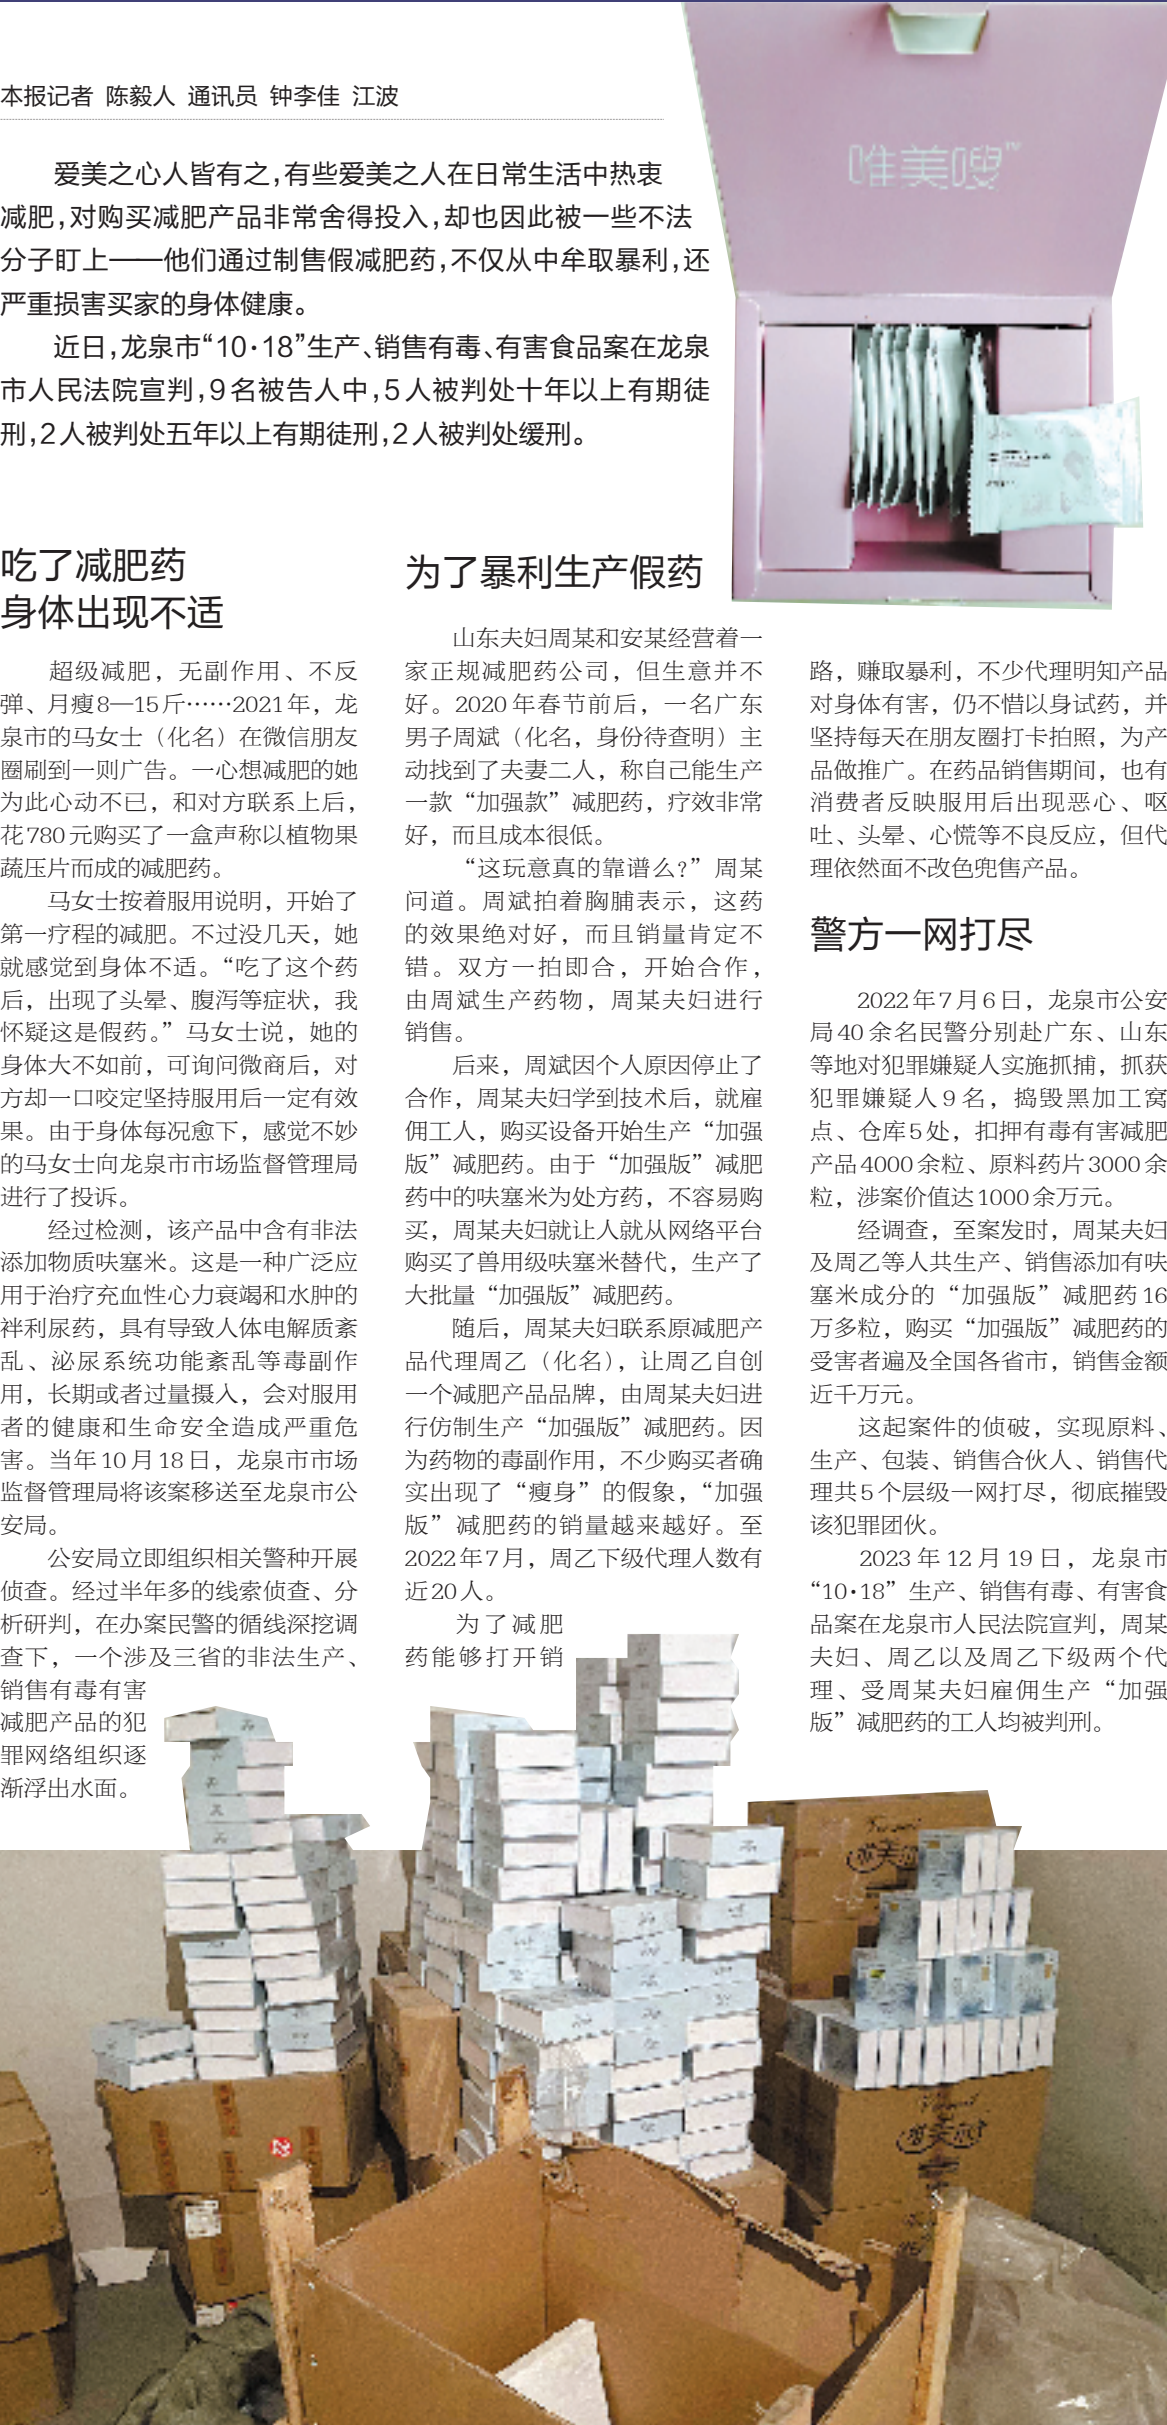 本报记者 陈毅人 通讯员 钟李佳 江波
爱美之心人皆有之，有些爱美之人在日常生活中热衷
减肥，对购买减肥产品非常舍得投入，却也因此被一些不法
分子盯上——他们通过制售假减肥药，不仅从中牟取暴利，还
严重损害买家的身体健康。
近日，龙泉市“10·18”生产、销售有毒、有害食品案在龙泉
市人民法院宣判，9名被告人中，5人被判处十年以上有期徒
刑，2人被判处五年以上有期徒刑，2人被判处缓刑。
唯美嗖™
吃了减肥药
身体出现不适
超级减肥，无副作用、不反
弹、月瘦8—15斤……2021年，龙
泉市的马女士（化名）在微信朋友
圈刷到一则广告。一心想减肥的她
为此心动不已，和对方联系上后，
花780元购买了一盒声称以植物果
蔬压片而成的减肥药。
马女士按着服用说明，开始了
第一疗程的减肥。不过没几天，她
就感觉到身体不适。“吃了这个药
后，出现了头晕、腹泻等症状，我
怀疑这是假药。”马女士说，她的
身体大不如前，可询问微商后，对
方却一口咬定坚持服用后一定有效
果。由于身体每况愈下，感觉不妙
的马女士向龙泉市市场监督管理局
进行了投诉。
经过检测，该产品中含有非法
添加物质呋塞米。这是一种广泛应
用于治疗充血性心力衰竭和水肿的
袢利尿药，具有导致人体电解质紊
乱、泌尿系统功能紊乱等毒副作
用，长期或者过量摄入，会对服用
者的健康和生命安全造成严重危
害。当年10月18日，龙泉市市场
监督管理局将该案移送至龙泉市公
安局。
公安局立即组织相关警种开展
侦查。经过半年多的线索侦查、分
析研判，在办案民警的循线深挖调
查下，一个涉及三省的非法生产、
销售有毒有害
减肥产品的犯
罪网络组织逐
渐浮出水面。
为了暴利生产假药
山东夫妇周某和安某经营着一
家正规减肥药公司，但生意并不
好。2020年春节前后，一名广东
男子周斌（化名，身份待查明）主
动找到了夫妻二人，称自己能生产
一款“加强款”减肥药，疗效非常
好，而且成本很低。
“这玩意真的靠谱么?”周某
问道。周斌拍着胸脯表示，这药
的效果绝对好，而且销量肯定不
错。双方一拍即合，开始合作，
由周斌生产药物，周某夫妇进行
销售。
后来，周斌因个人原因停止了
合作，周某夫妇学到技术后，就雇
佣工人，购买设备开始生产“加强
版”减肥药。由于“加强版”减肥
药中的呋塞米为处方药，不容易购
买，周某夫妇就让人就从网络平台
购买了兽用级呋塞米替代，生产了
大批量“加强版”减肥药。
随后，周某夫妇联系原减肥产
品代理周乙（化名），让周乙自创
一个减肥产品品牌，由周某夫妇进
行仿制生产“加强版”减肥药。因
为药物的毒副作用，不少购买者确
实出现了“瘦身”的假象，“加强
版”减肥药的销量越来越好。至
2022年7月，周乙下级代理人数有
近20人。
为了减肥
药能够打开销
路，赚取暴利，不少代理明知产品
对身体有害，仍不惜以身试药，并
坚持每天在朋友圈打卡拍照，为产
品做推广。在药品销售期间，也有
消费者反映服用后出现恶心、呕
吐、头晕、心慌等不良反应，但代
理依然面不改色兜售产品。
警方一网打尽
2022年7月6日，龙泉市公安
局40余名民警分别赴广东、山东
等地对犯罪嫌疑人实施抓捕，抓获
犯罪嫌疑人9名，捣毁黑加工窝
点、仓库5处，扣押有毒有害减肥
产品4000余粒、原料药片3000余
粒，涉案价值达1000余万元。
经调查，至案发时，周某夫妇
及周乙等人共生产、销售添加有呋
塞米成分的“加强版”减肥药16
万多粒，购买“加强版”减肥药的
受害者遍及全国各省市，销售金额
近千万元。
这起案件的侦破，实现原料、
生产、包装、销售合伙人、销售代
理共5个层级一网打尽，彻底摧毁
该犯罪团伙。
2023年12月19日，龙泉市
“10·18”生产、销售有毒、有害食
品案在龙泉市人民法院宣判，周某
夫妇、周乙以及周乙下级两个代
理、受周某夫妇雇佣生产“加强
版”减肥药的工人均被判刑。